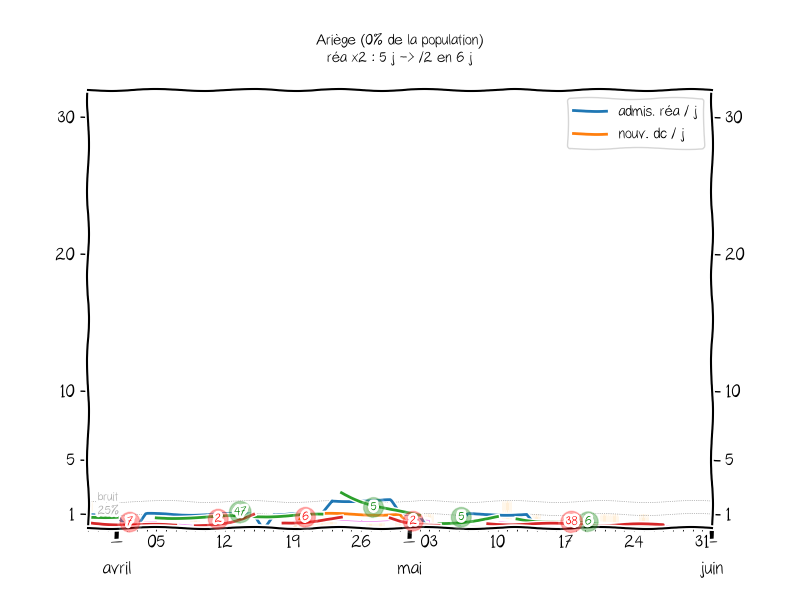 Ariège (0% de la population)
réa x2 : 5 j -> /2 en 6 j
admis. réa / j
nouv. dc / j
30 30
20 20
10 10
5 5
bruit
25%
1 1
7 2 47 6 5 2 5 38 6
05 12 19 26 03 10 17 24 31
avril mai juin